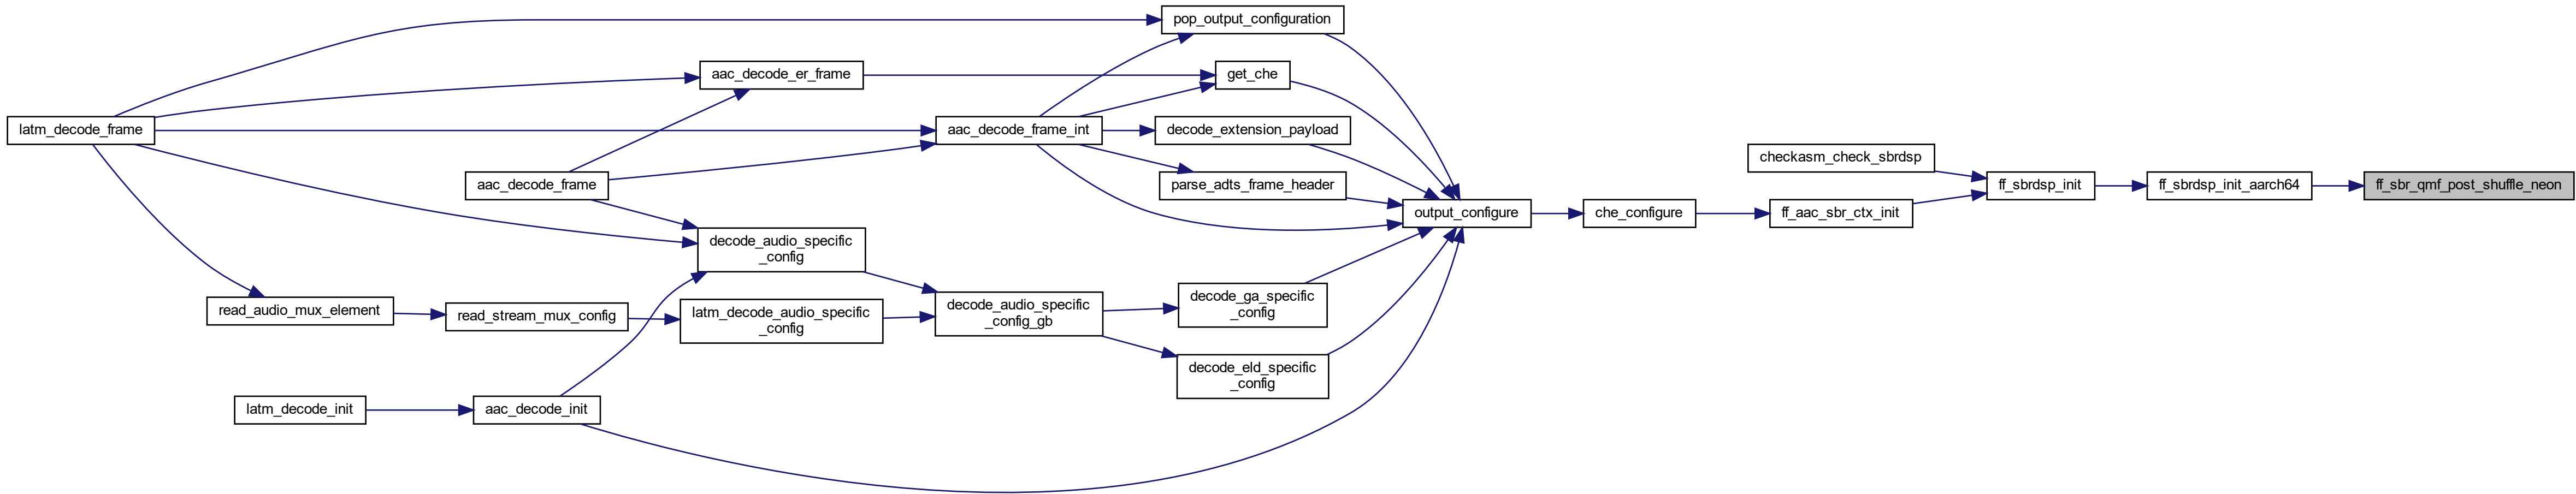 pop_output_configuration
aac_decode_er_frame
get_che
latm_decode_frame
aac_decode_frame_int
decode_extension_payload
checkasm_check_sbrdsp
aac_decode_frame
parse_adts_frame_header
ff_sbrdsp_init
ff_sbrdsp_init_aarch64
ff_sbr_qmf_post_shuffle_neon
output_configure
che_configure
ff_aac_sbr_ctx_init
decode_audio_specific
_config
read_audio_mux_element
read_stream_mux_config
latm_decode_audio_specific
_config
decode_audio_specific
_config_gb
decode_ga_specific
_config
decode_eld_specific
_config
latm_decode_init
aac_decode_init